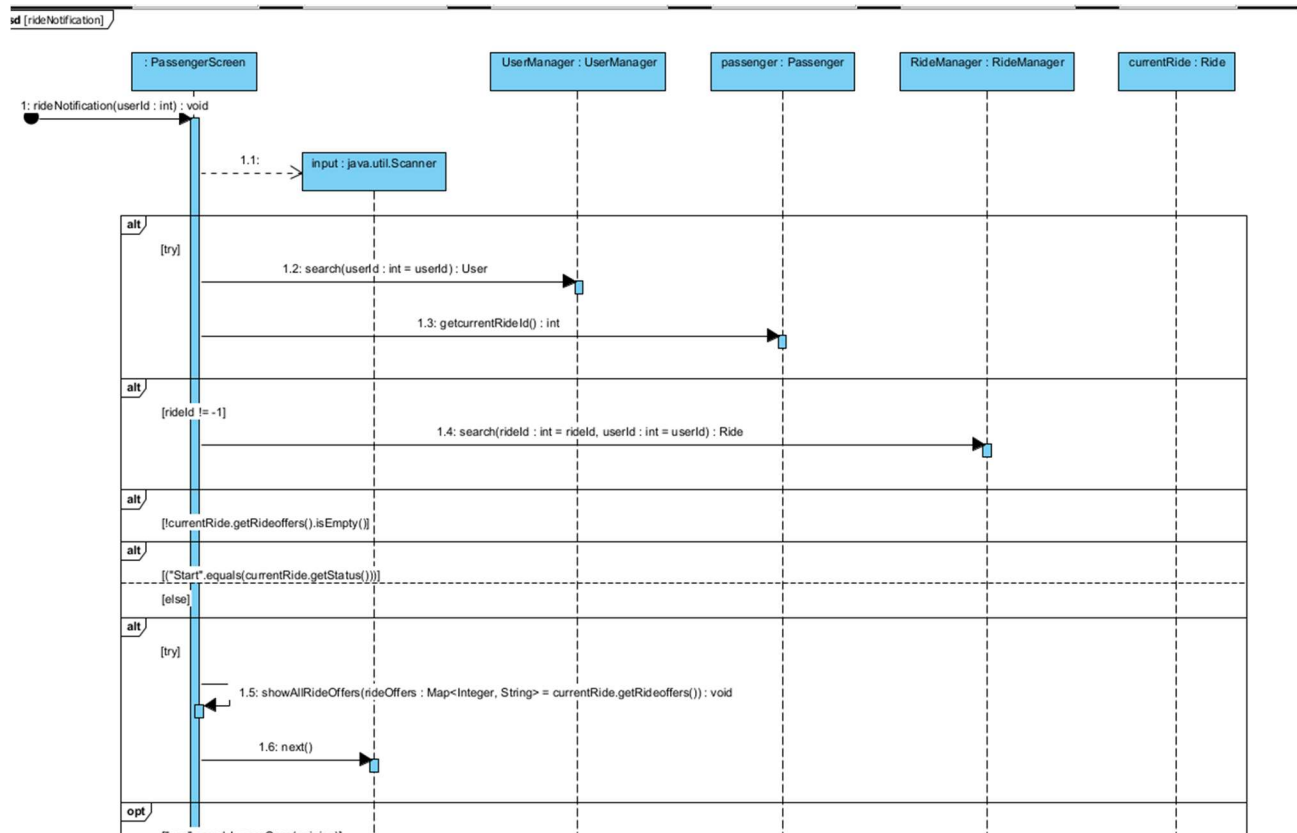 sd [rideNotification]
: PassengerScreen
UserManager : UserManager
passenger : Passenger
RideManager : RideManager
currentRide : Ride
1: rideNotification(userId : int) : void
1.1:
input : java.util.Scanner
alt
[try]
1.2: search(userId : int = userId) : User
1.3: getcurrentRideId() : int
alt
[rideId != -1]
1.4: search(rideId : int = rideId, userId : int = userId) : Ride
alt
[!currentRide.getRideoffers().isEmpty()]
alt
[("Start".equals(currentRide.getStatus()))]
[else]
alt
[try]
1.5: showAllRideOffers(rideOffers : Map<Integer, String> = currentRide.getRideoffers()) : void
1.6: next()
opt